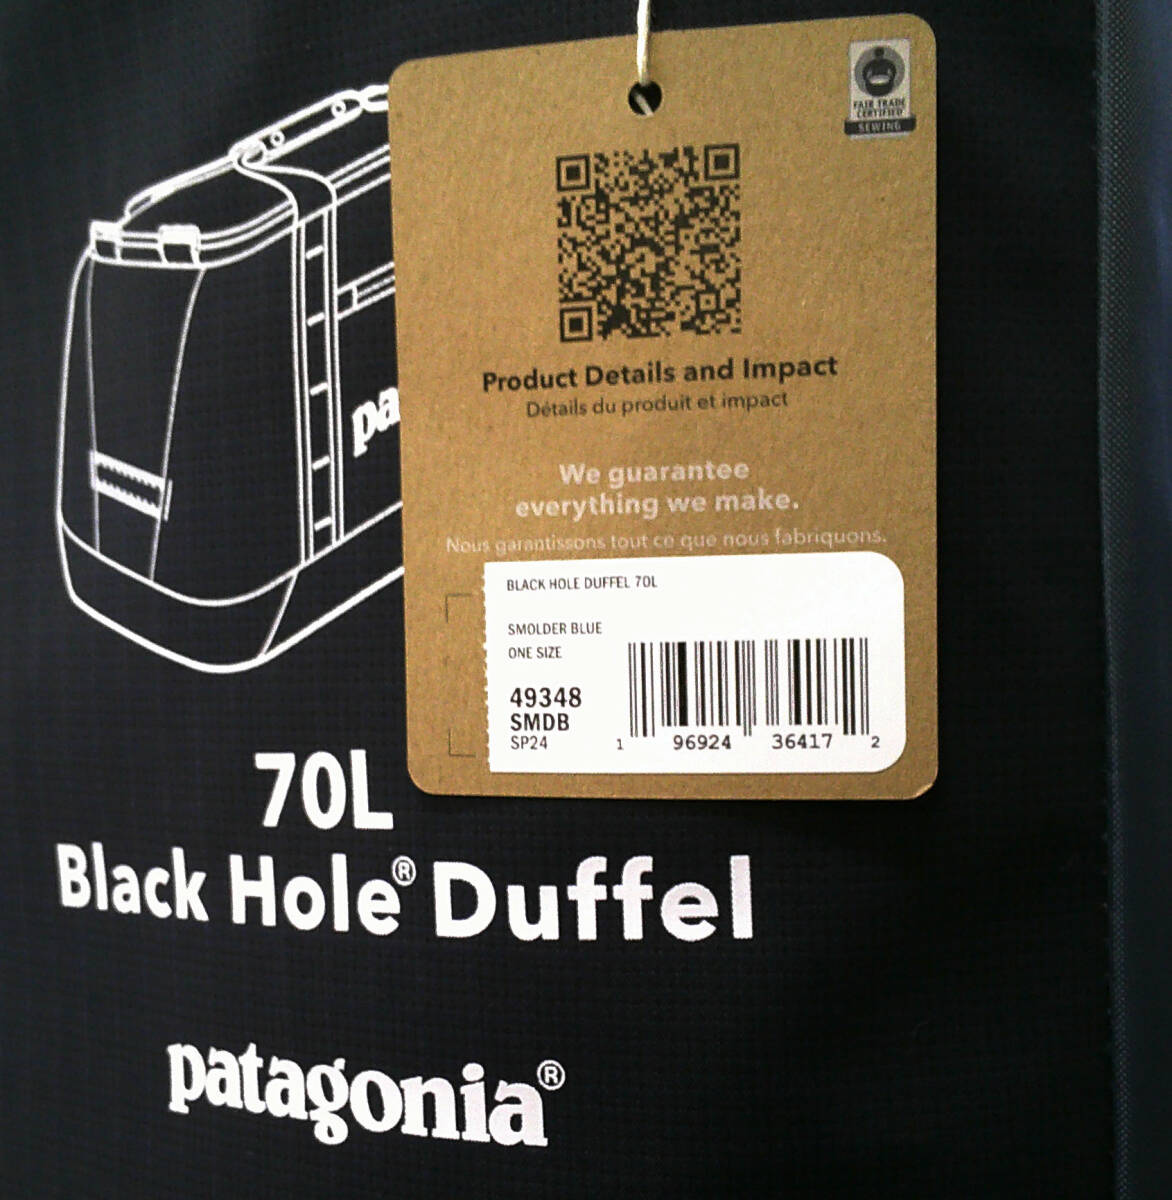 FAIR TRADE
CERTIFIED
SEWING
Product Details and Impact
Détails du produit et impact
We guarantee
everything we make.
Nous garantissons tout ce que nous fabriquons.
BLACK HOLE DUFFEL 70L
SMOLDER BLUE
ONE SIZE
49348
SMDB
SP24
1 96924 36417 2
pa
70L
Black Hole® Duffel
patagonia®